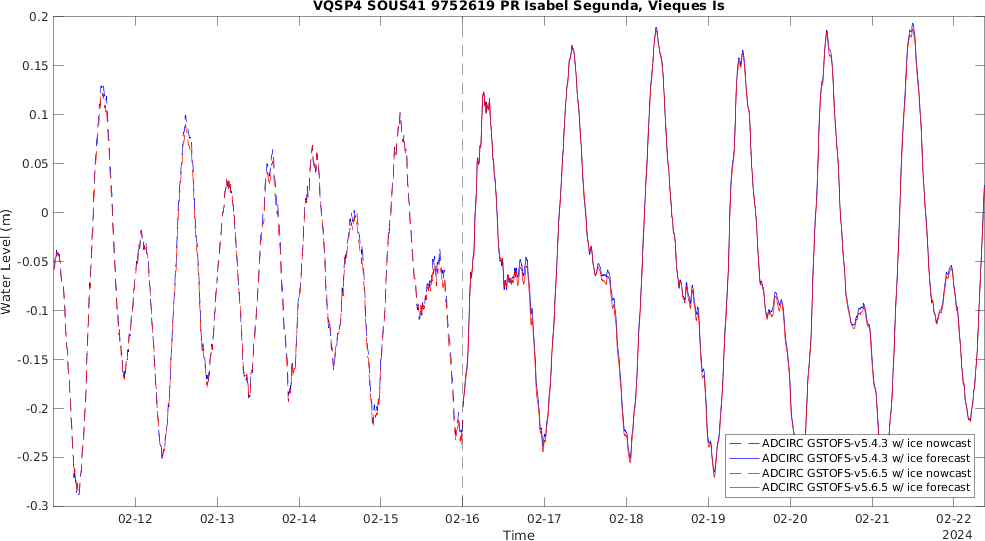 VQSP4 SOUS41 9752619 PR Isabel Segunda, Vieques Is
0.2
0.15
0.1
0.05
0
-0.05
-0.1
-0.15
-0.2
-0.25
-0.3
Water Level (m)
ADCIRC GSTOFS-v5.4.3 w/ ice nowcast
ADCIRC GSTOFS-v5.4.3 w/ ice forecast
ADCIRC GSTOFS-v5.6.5 w/ ice nowcast
ADCIRC GSTOFS-v5.6.5 w/ ice forecast
02-12 02-13 02-14 02-15 02-16 02-17 02-18 02-19 02-20 02-21 02-22
2024
Time